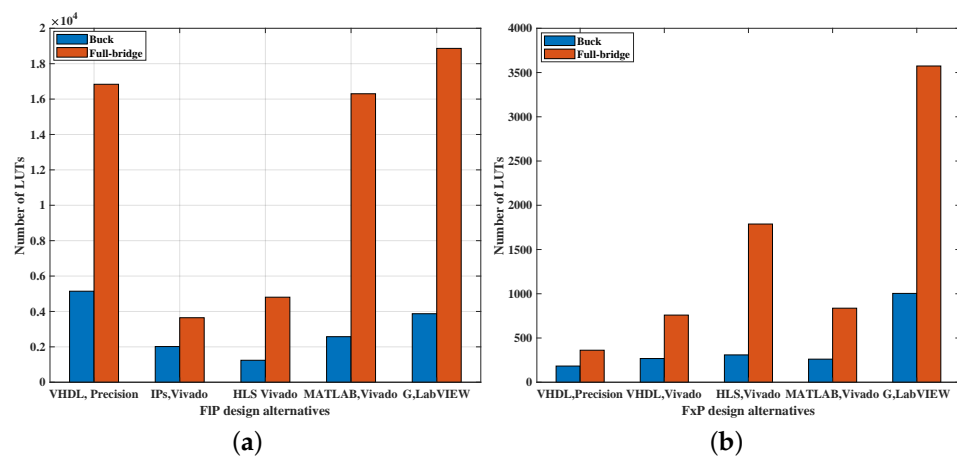 ×10⁴
2
1.8
1.6
1.4
1.2
1
0.8
0.6
0.4
0.2
0
Number of LUTs
Buck
Full-bridge
VHDL, Precision
IPs,Vivado
HLS Vivado
MATLAB,Vivado
G,LabVIEW
FlP design alternatives
(a)
4000
3500
3000
2500
2000
1500
1000
500
0
Number of LUTs
Buck
Full-bridge
VHDL,Precision
VHDL,Vivado
HLS,Vivado
MATLAB,Vivado
G,LabVIEW
FxP design alternatives
(b)